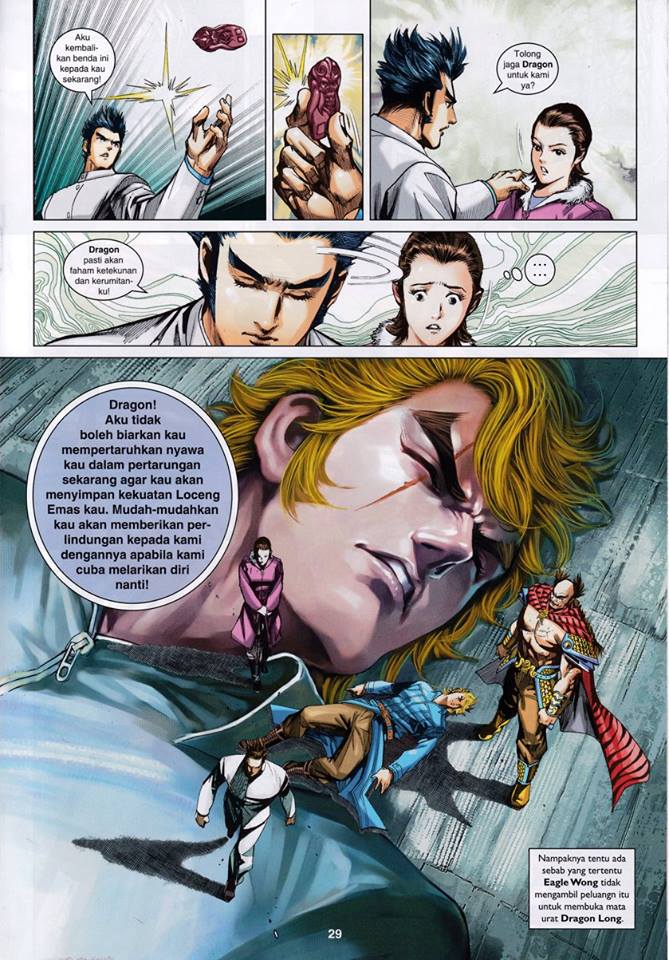 Aku
kembali-
kan benda ini
kepada kau
sekarang!
Tolong
jaga Dragon
untuk kami
ya?
Dragon
pasti akan
faham ketekunan
dan kerumitan-
ku!
...
...
Dragon!
Aku tidak
boleh biarkan kau
mempertaruhkan nyawa
kau dalam pertarungan
sekarang agar kau akan
menyimpan kekuatan Loceng
Emas kau. Mudah-mudahkan
kau akan memberikan per-
lindungan kepada kami
dengannya apabila kami
cuba melarikan diri
nanti!
Nampaknya tentu ada
sebab yang tertentu
Eagle Wong tidak
mengambil peluangn itu
untuk membuka mata
urat Dragon Long.
29